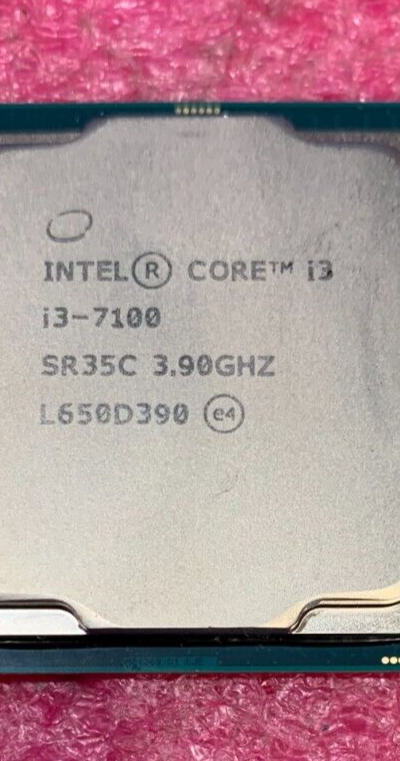 INTEL® CORE™ i3
i3-7100
SR35C 3.90GHZ
L650D390 e4